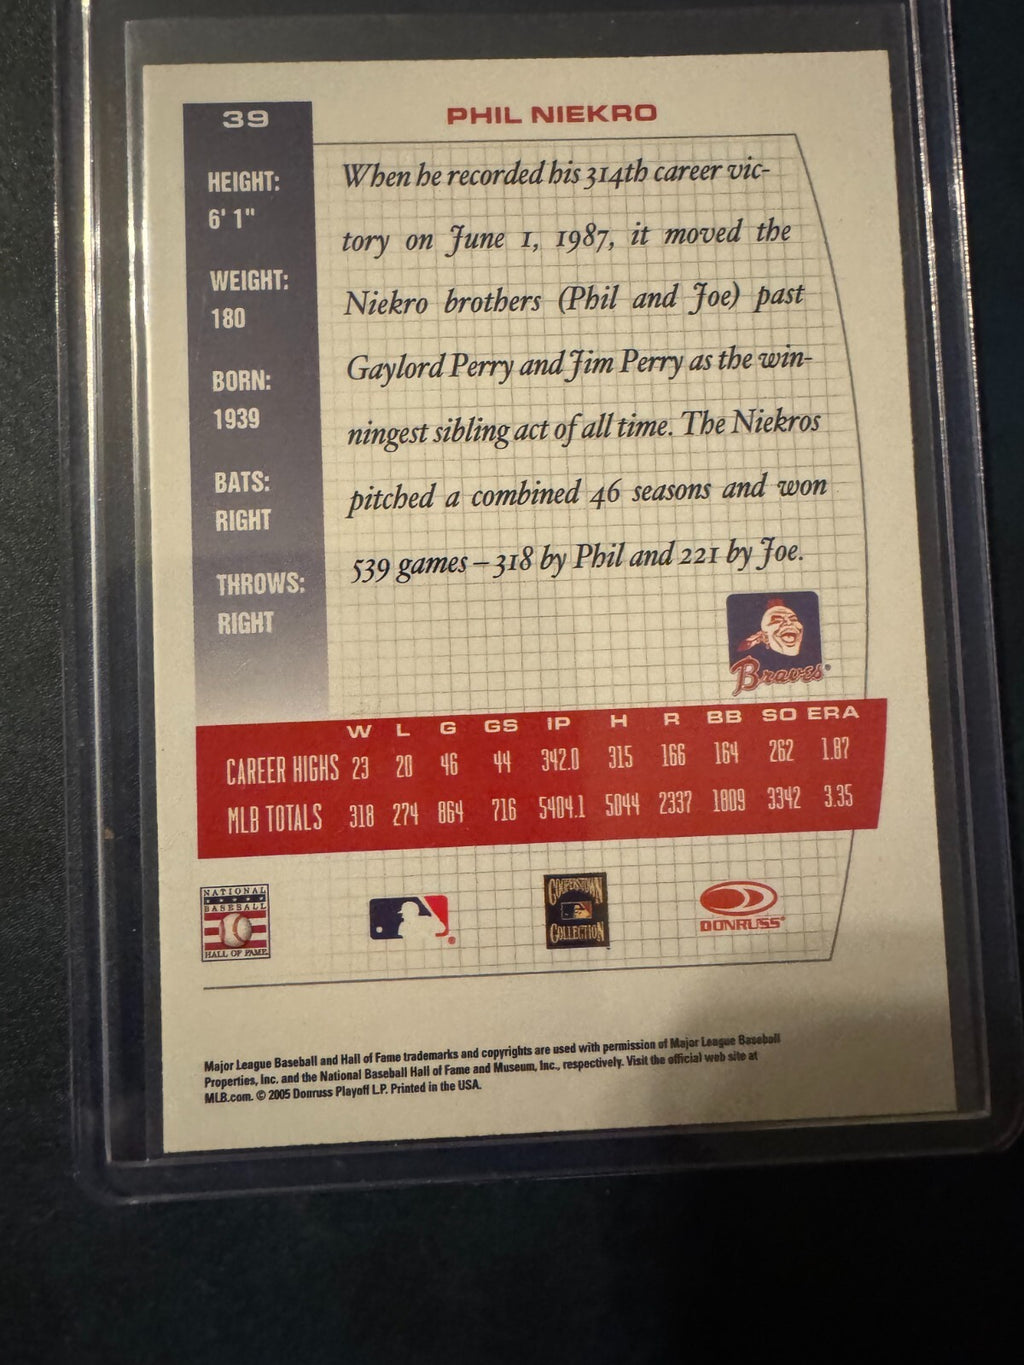 39
PHIL NIEKRO
HEIGHT:
6' 1"
WEIGHT:
180
BORN:
1939
BATS:
RIGHT
THROWS:
RIGHT
When he recorded his 314th career vic-
tory on June 1, 1987, it moved the
Niekro brothers (Phil and Joe) past
Gaylord Perry and Jim Perry as the win-
ningest sibling act of all time. The Niekros
pitched a combined 46 seasons and won
539 games – 318 by Phil and 221 by Joe.
Braves
W L G GS IP H R BB SO ERA
CAREER HIGHS 23 20 46 44 342.0 315 166 164 262 1.87
MLB TOTALS 318 274 864 716 5404.1 5044 2337 1809 3342 3.35
NATIONAL
BASEBALL
HALL OF FAME
COOPERSTOWN
COLLECTION
DONRUSS
Major League Baseball and Hall of Fame trademarks and copyrights are used with permission of Major League Baseball
Properties, Inc. and the National Baseball Hall of Fame and Museum, Inc., respectively. Visit the official web site at
MLB.com. © 2005 Donruss Playoff L.P. Printed in the USA.